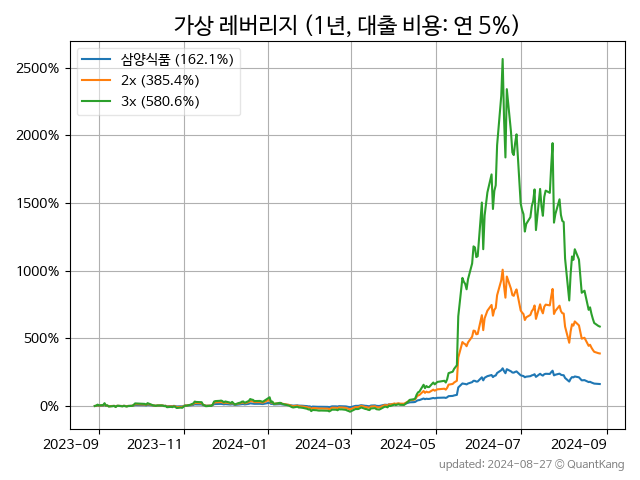 가상 레버리지 (1년, 대출 비용: 연 5%)
삼양식품 (162.1%)
2x (385.4%)
3x (580.6%)
2500%
2000%
1500%
1000%
500%
0%
2023-09 2023-11 2024-01 2024-03 2024-05 2024-07 2024-09
updated: 2024-08-27 © QuantKang